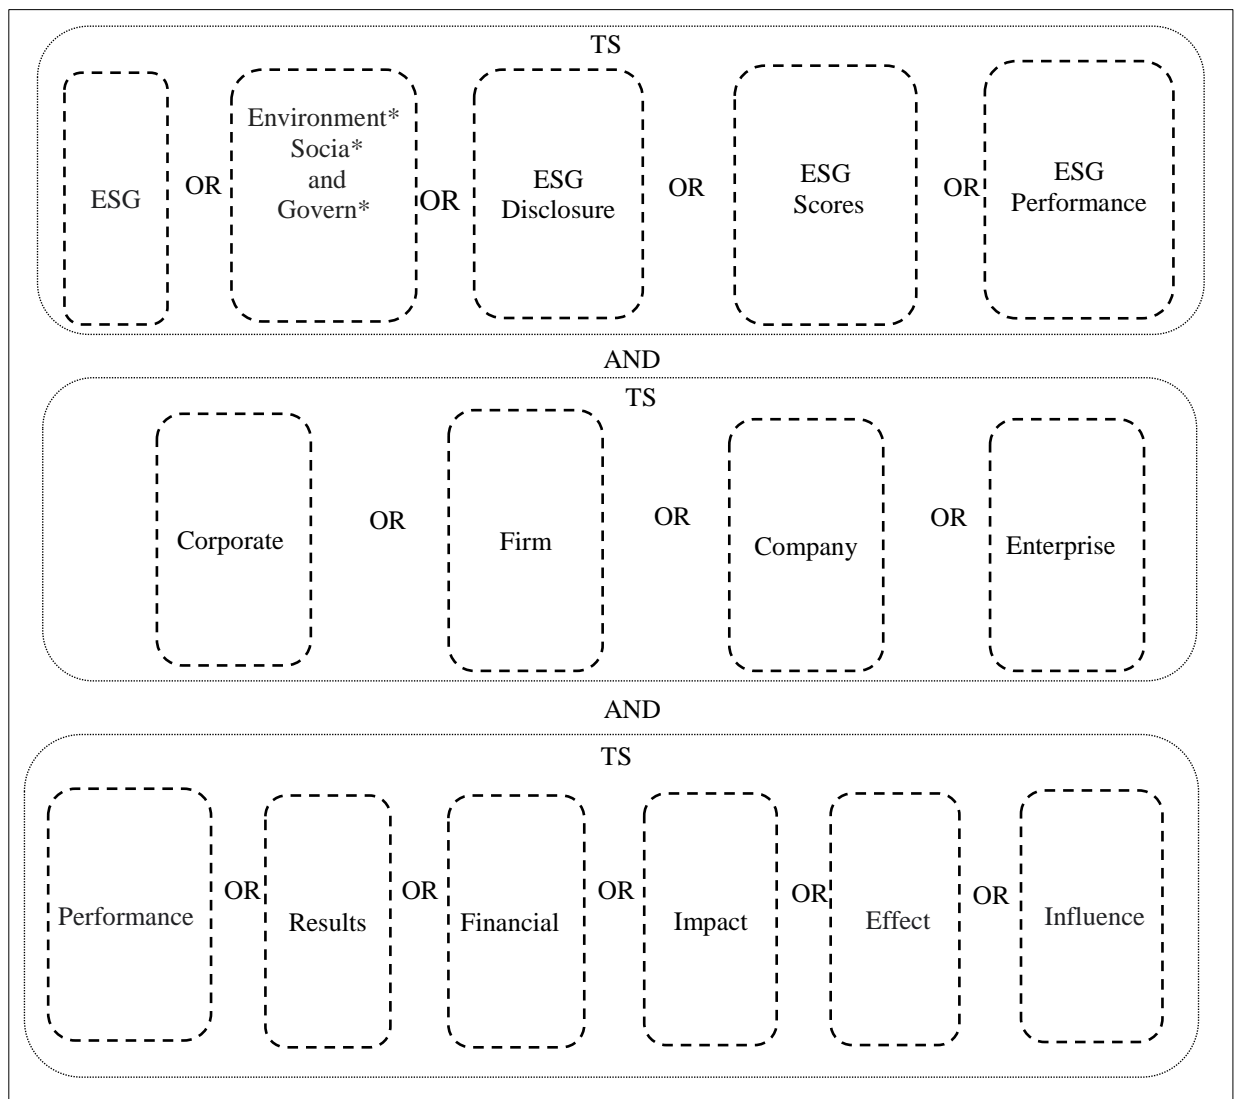 TS
ESG
OR
Environment*
Socia*
and
Govern*
OR
ESG
Disclosure
OR
ESG
Scores
OR
ESG
Performance
AND
TS
Corporate
OR
Firm
OR
Company
OR
Enterprise
AND
TS
Performance
OR
Results
OR
Financial
OR
Impact
OR
Effect
OR
Influence